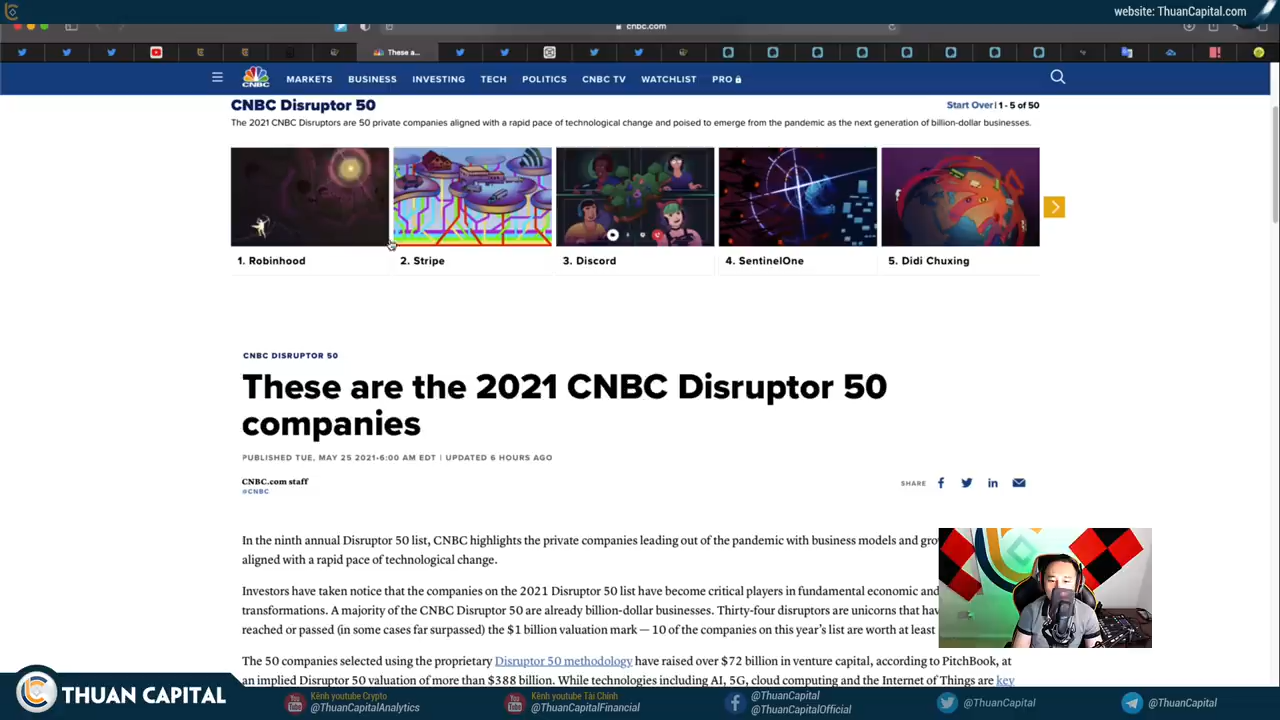 website: ThuanCapital.com
cnbc.com
These a...
CNBC
MARKETS BUSINESS INVESTING TECH POLITICS CNBC TV WATCHLIST PRO
CNBC Disruptor 50
Start Over | 1 - 5 of 50
The 2021 CNBC Disruptors are 50 private companies aligned with a rapid pace of technological change and poised to emerge from the pandemic as the next generation of billion-dollar businesses.
1. Robinhood
2. Stripe
3. Discord
4. SentinelOne
5. Didi Chuxing
CNBC DISRUPTOR 50
These are the 2021 CNBC Disruptor 50
companies
PUBLISHED TUE, MAY 25 2021•6:00 AM EDT | UPDATED 6 HOURS AGO
CNBC.com staff
@CNBC
SHARE
In the ninth annual Disruptor 50 list, CNBC highlights the private companies leading out of the pandemic with business models and
aligned with a rapid pace of technological change.
Investors have taken notice that the companies on the 2021 Disruptor 50 list have become critical players in fundamental economic and
transformations. A majority of the CNBC Disruptor 50 are already billion-dollar businesses. Thirty-four disruptors are unicorns that
reached or passed (in some cases far surpassed) the $1 billion valuation mark — 10 of the companies on this year's list are worth at least
The 50 companies selected using the proprietary Disruptor 50 methodology have raised over $72 billion in venture capital, according to PitchBook, at
an implied Disruptor 50 valuation of more than $388 billion. While technologies including AI, 5G, cloud computing and the Internet of Things are key
THUAN CAPITAL
Kênh youtube Crypto
@ThuanCapitalAnalytics
Kênh youtube Tài Chính
@ThuanCapitalFinancial
@ThuanCapital
@ThuanCapitalOfficial
@ThuanCapital
@ThuanCapital